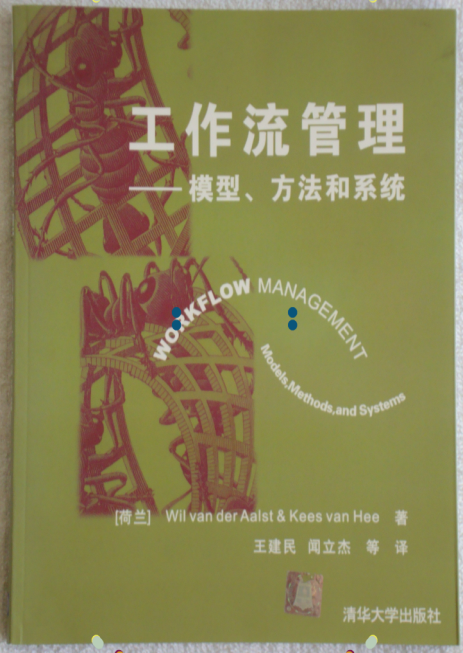 工作流管理
——模型、方法和系统
WORKFLOW MANAGEMENT
Models,Methods,and Systems
[荷兰] Wil van der Aalst & Kees van Hee 著
王建民 闻立杰 等 译
清华大学出版社